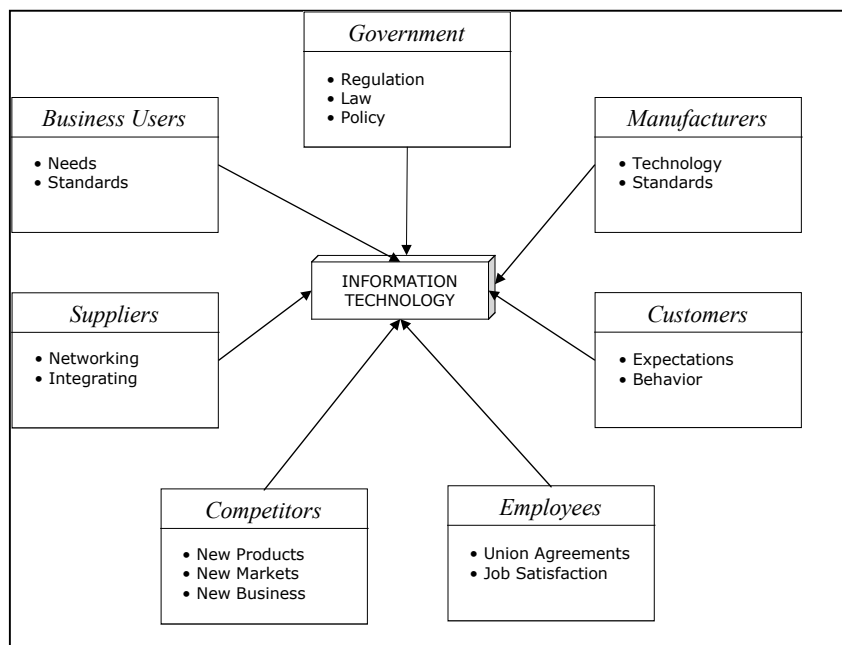 Government
• Regulation
• Law
• Policy
Business Users
• Needs
• Standards
Manufacturers
• Technology
• Standards
INFORMATION
TECHNOLOGY
Suppliers
• Networking
• Integrating
Customers
• Expectations
• Behavior
Competitors
• New Products
• New Markets
• New Business
Employees
• Union Agreements
• Job Satisfaction